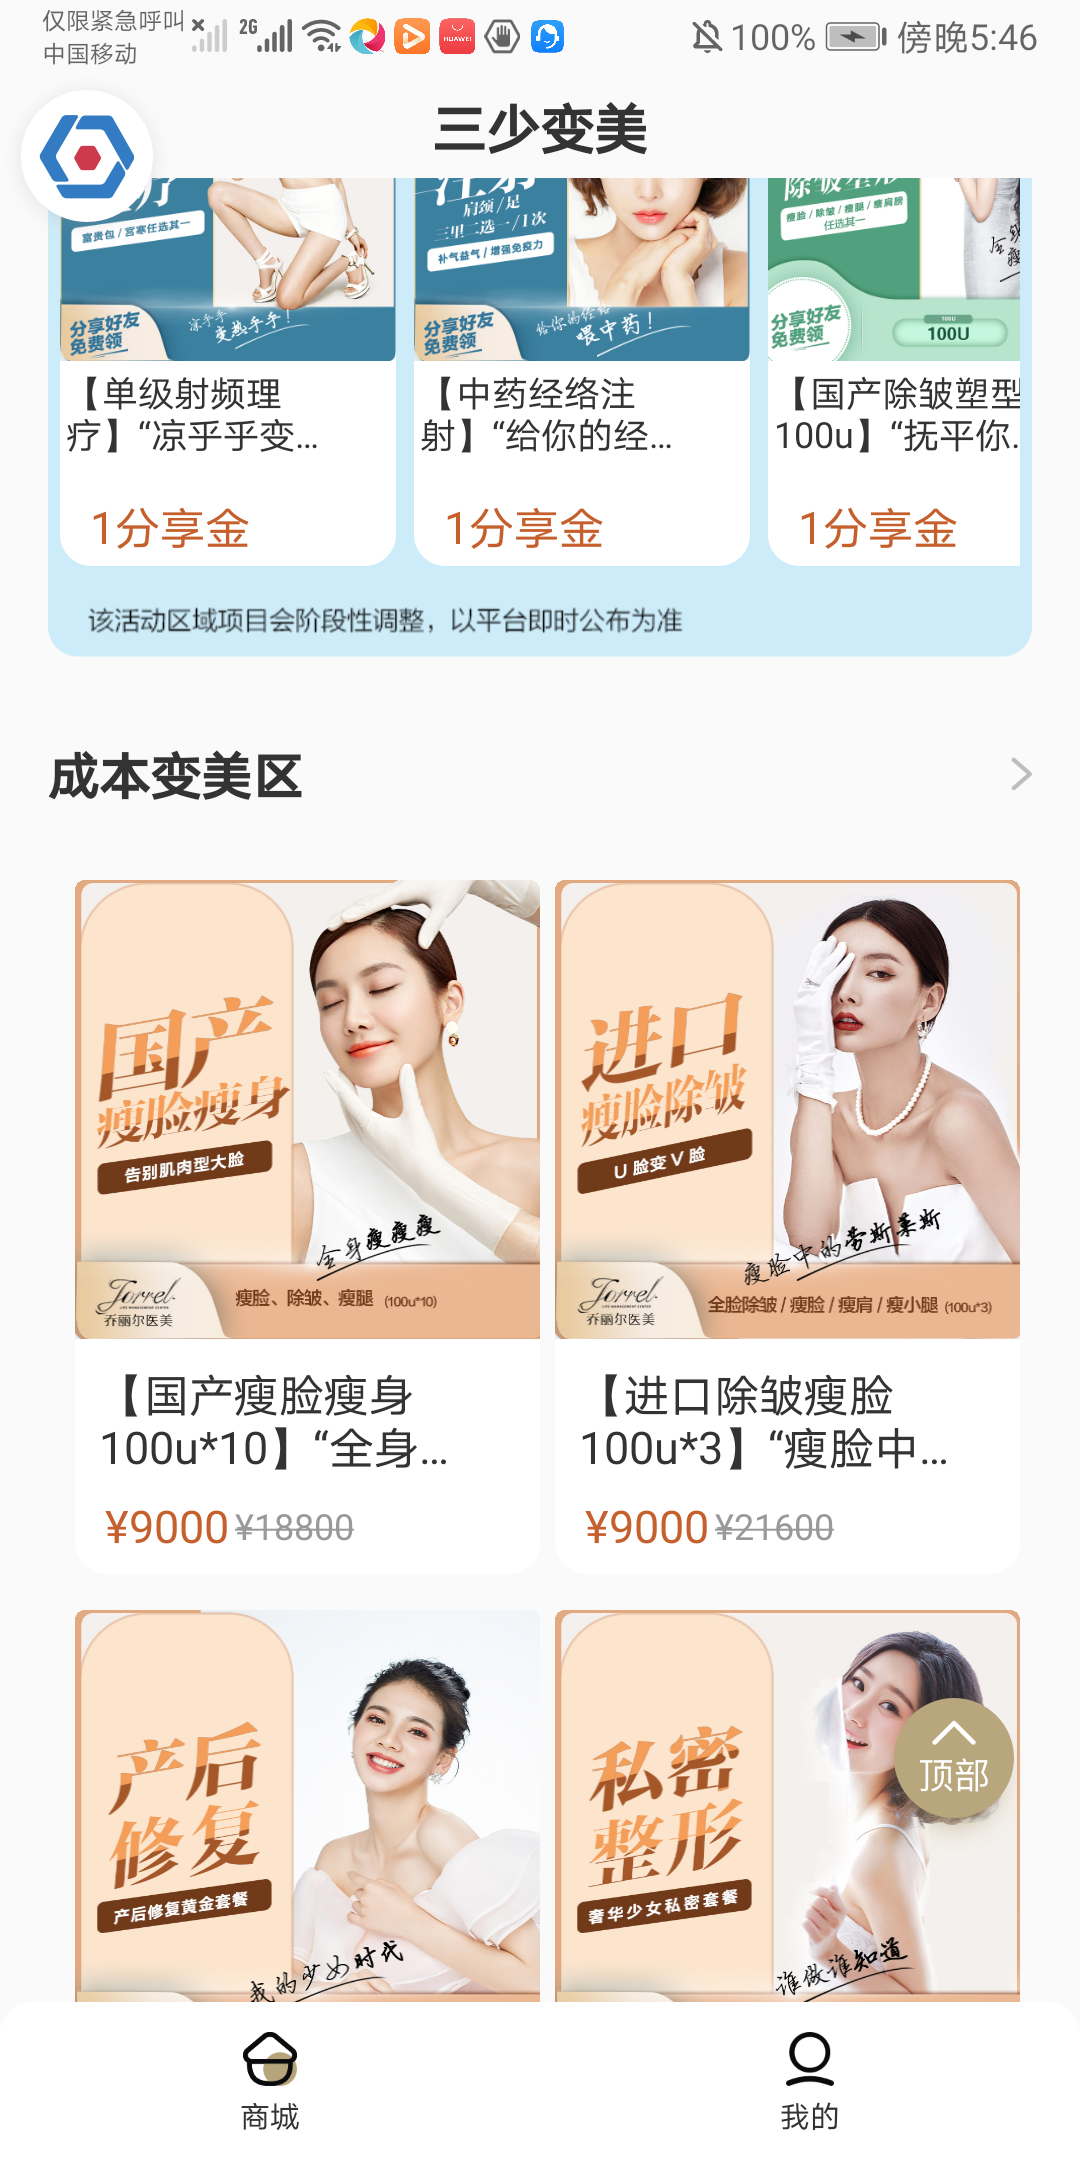 仅限紧急呼叫
中国移动
2G
HUAWEI
100%
傍晚5:46
三少变美
富贵包 / 宫寒任选其一
分享好友
免费领
凉乎乎
变热乎乎!
肩颈/足
三甲二选一/1次
补气益气 / 增强免疫力
分享好友
免费领
给你的经络
喂中药!
瘦脸 / 除皱 / 瘦腿 / 瘦肩膀
任选其一
分享好友
免费领
100U
100U
【单级射频理
疗】“凉乎乎变...
【中药经络注
射】“给你的经...
【国产除皱塑型
100u】“抚平你.
1分享金
1分享金
1分享金
该活动区域项目会阶段性调整，以平台即时公布为准
成本变美区
国产
瘦脸瘦身
告别肌肉型大脸
全身瘦瘦瘦
Jorrel
LIFE MANAGEMENT CENTER
乔丽尔医美
瘦脸、除皱、瘦腿 (100u*10)
进口
瘦脸除皱
U 脸变 V 脸
瘦脸中的劳斯莱斯
Jorrel
LIFE MANAGEMENT CENTER
乔丽尔医美
全脸除皱 / 瘦脸 / 瘦肩 / 瘦小腿 (100u*3)
【国产瘦脸瘦身
100u*10】“全身...
¥9000 ¥18800
【进口除皱瘦脸
100u*3】“瘦脸中...
¥9000 ¥21600
产后
修复
产后修复黄金套餐
我的少女时代
私密
整形
奢华少女私密套餐
谁做谁知道
顶部
商城
我的